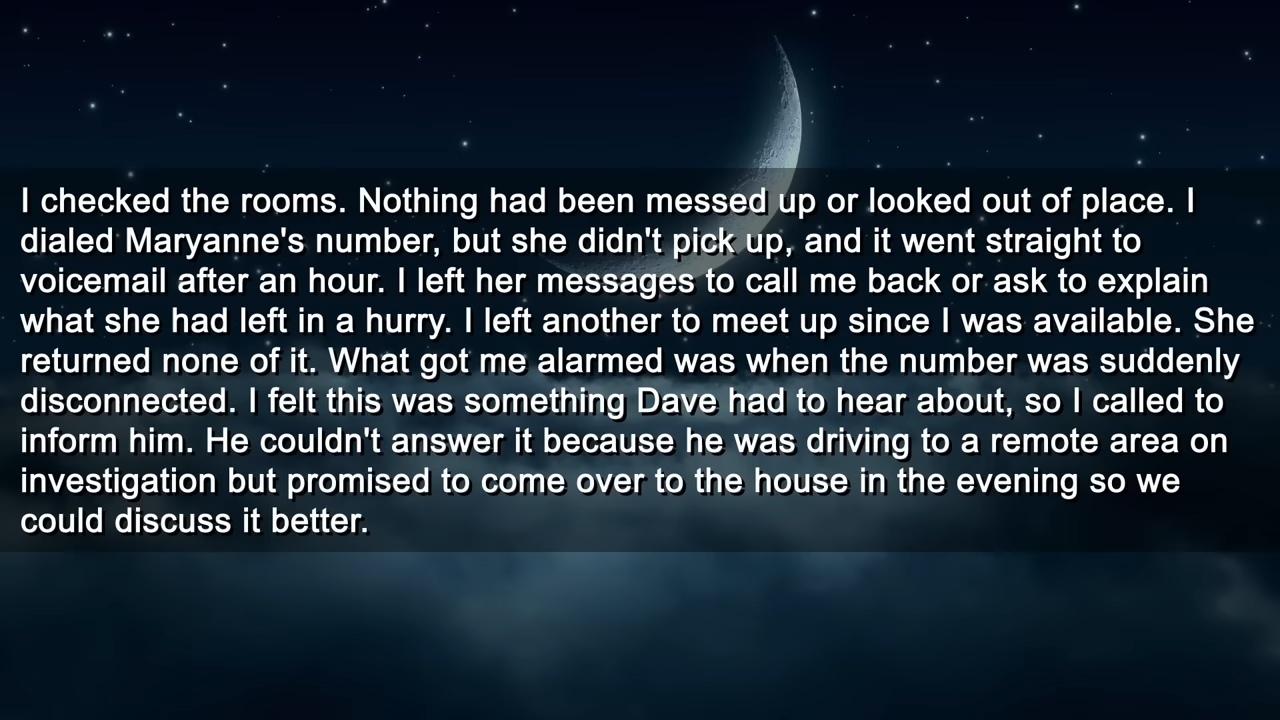 I checked the rooms. Nothing had been messed up or looked out of place. I
dialed Maryanne's number, but she didn't pick up, and it went straight to
voicemail after an hour. I left her messages to call me back or ask to explain
what she had left in a hurry. I left another to meet up since I was available. She
returned none of it. What got me alarmed was when the number was suddenly
disconnected. I felt this was something Dave had to hear about, so I called to
inform him. He couldn't answer it because he was driving to a remote area on
investigation but promised to come over to the house in the evening so we
could discuss it better.